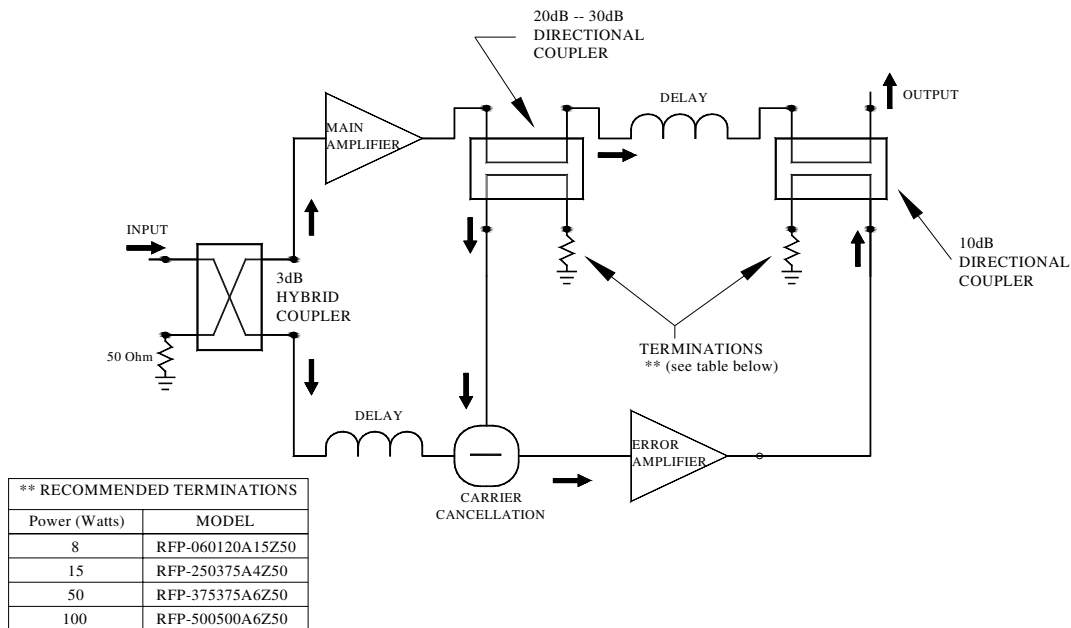 20dB -- 30dB
DIRECTIONAL
COUPLER
DELAY
OUTPUT
MAIN
AMPLIFIER
INPUT
3dB
HYBRID
COUPLER
10dB
DIRECTIONAL
COUPLER
50 Ohm
TERMINATIONS
** (see table below)
DELAY
ERROR
AMPLIFIER
CARRIER
CANCELLATION
** RECOMMENDED TERMINATIONS
Power (Watts) MODEL
8 RFP-060120A15Z50
15 RFP-250375A4Z50
50 RFP-375375A6Z50
100 RFP-500500A6Z50